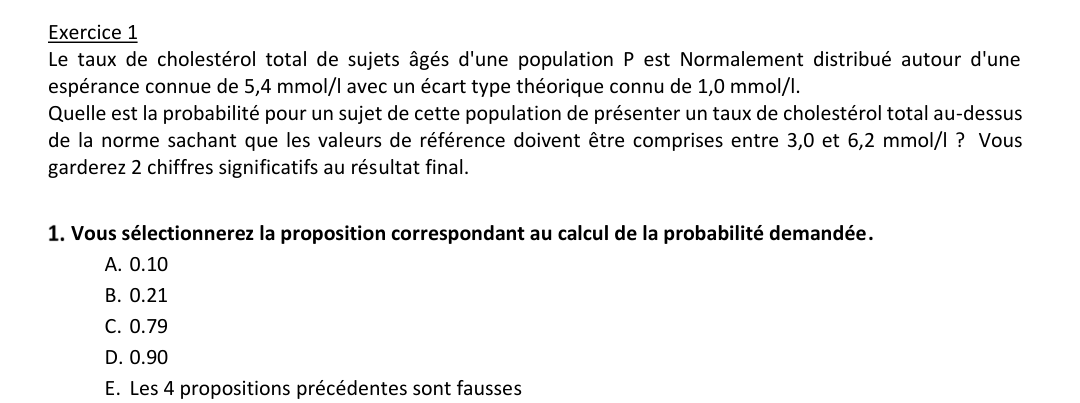 Exercice 1
Le taux de cholestérol total de sujets âgés d'une population P est Normalement distribué autour d'une
espérance connue de 5,4 mmol/l avec un écart type théorique connu de 1,0 mmol/l.
Quelle est la probabilité pour un sujet de cette population de présenter un taux de cholestérol total au-dessus
de la norme sachant que les valeurs de référence doivent être comprises entre 3,0 et 6,2 mmol/l ? Vous
garderez 2 chiffres significatifs au résultat final.
1. Vous sélectionnerez la proposition correspondant au calcul de la probabilité demandée.
A. 0.10
B. 0.21
C. 0.79
D. 0.90
E. Les 4 propositions précédentes sont fausses